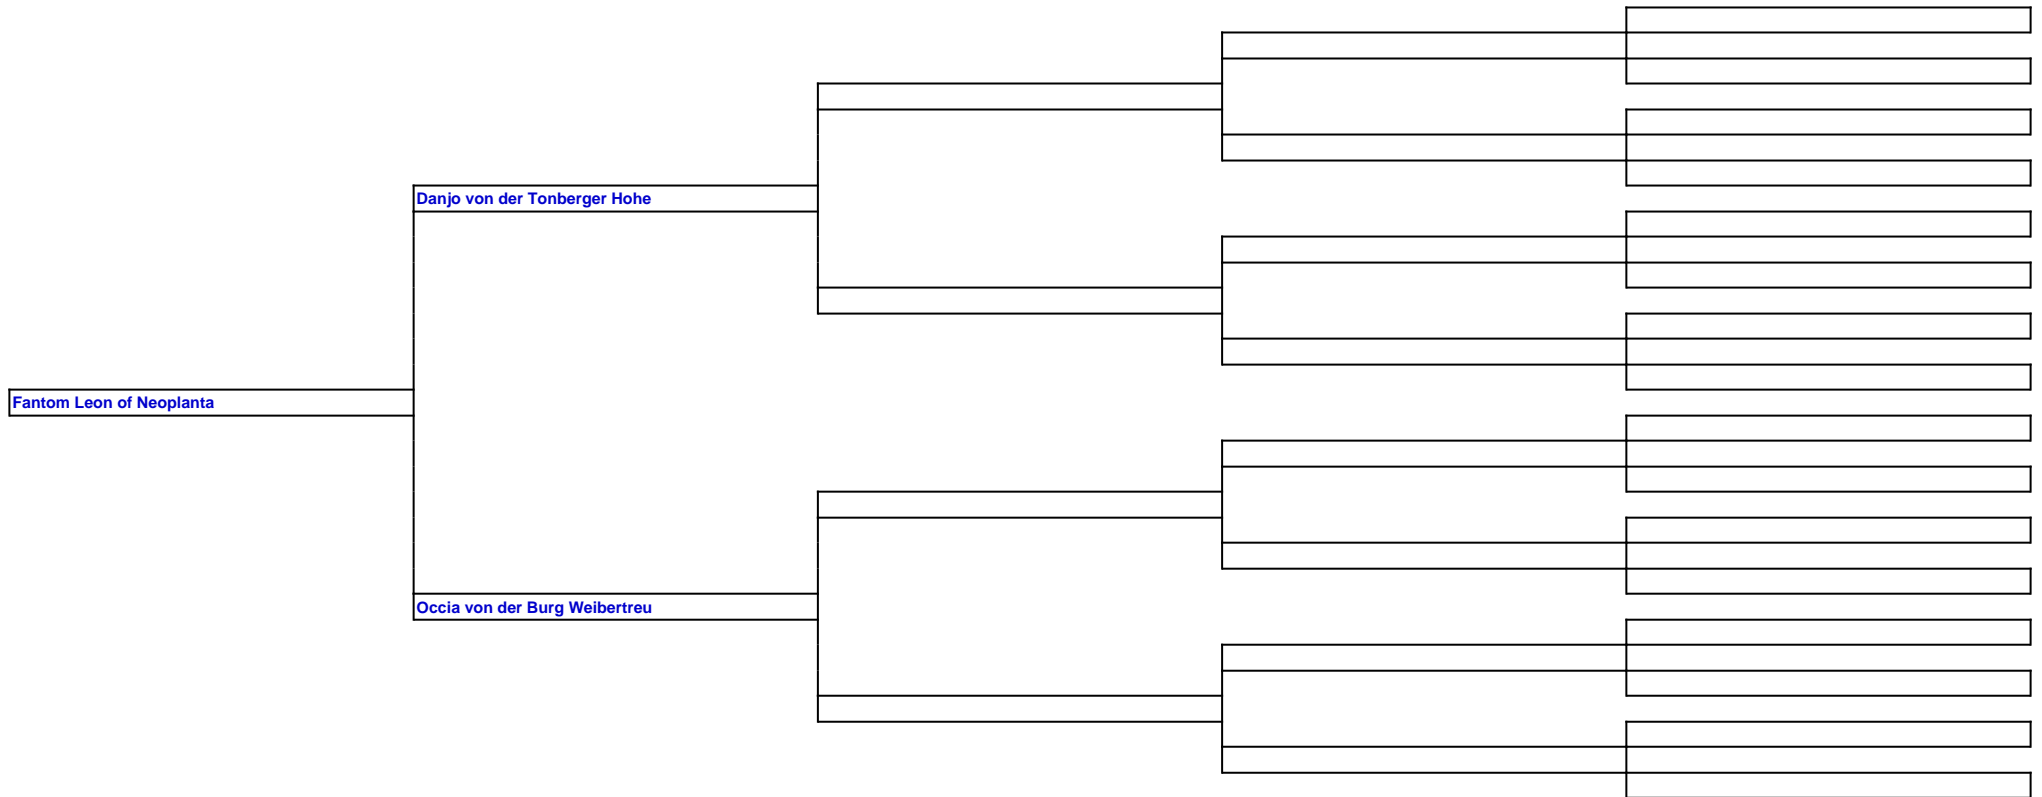 Danjo von der Tonberger Hohe
Fantom Leon of Neoplanta
Occia von der Burg Weibertreu